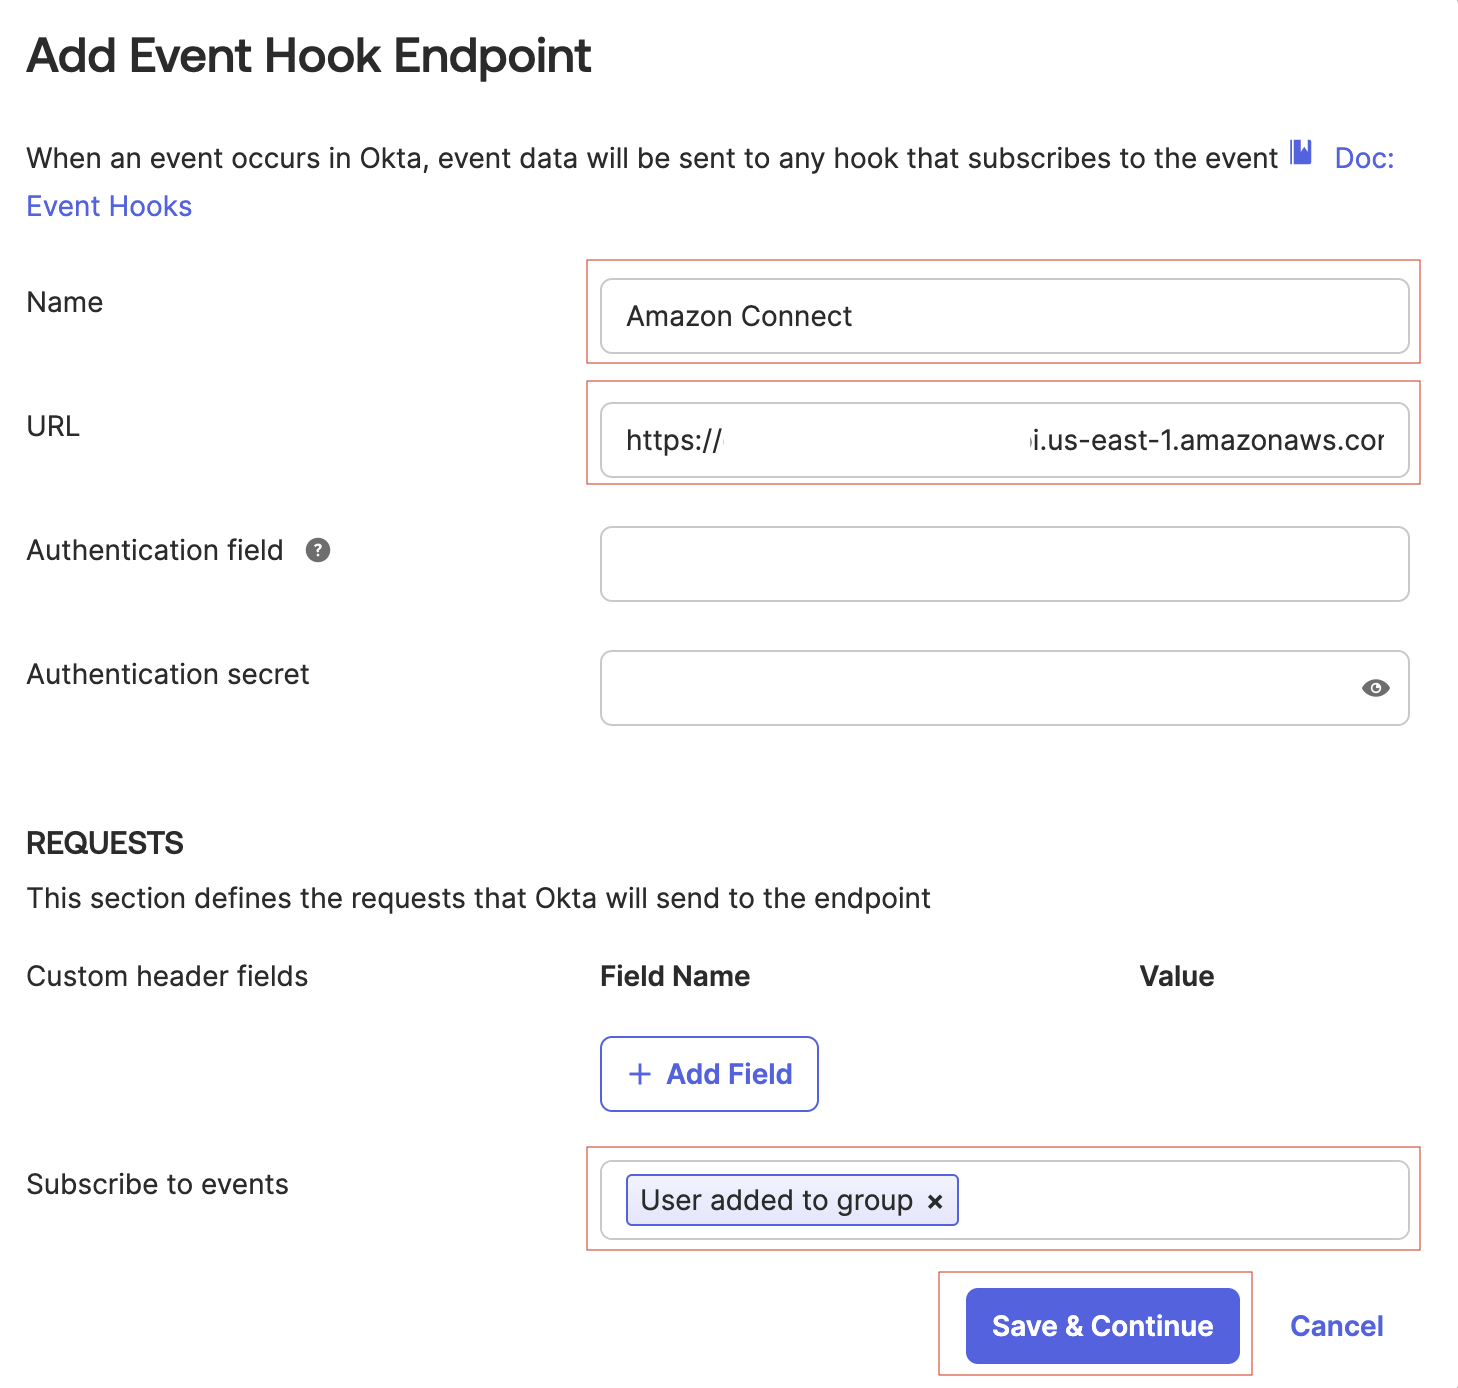 Add Event Hook Endpoint
When an event occurs in Okta, event data will be sent to any hook that subscribes to the event Doc:
Event Hooks
Name
Amazon Connect
URL
https:// i.us-east-1.amazonaws.cor
Authentication field ?
Authentication secret
REQUESTS
This section defines the requests that Okta will send to the endpoint
Custom header fields Field Name Value
+ Add Field
Subscribe to events
User added to group ×
Save & Continue Cancel